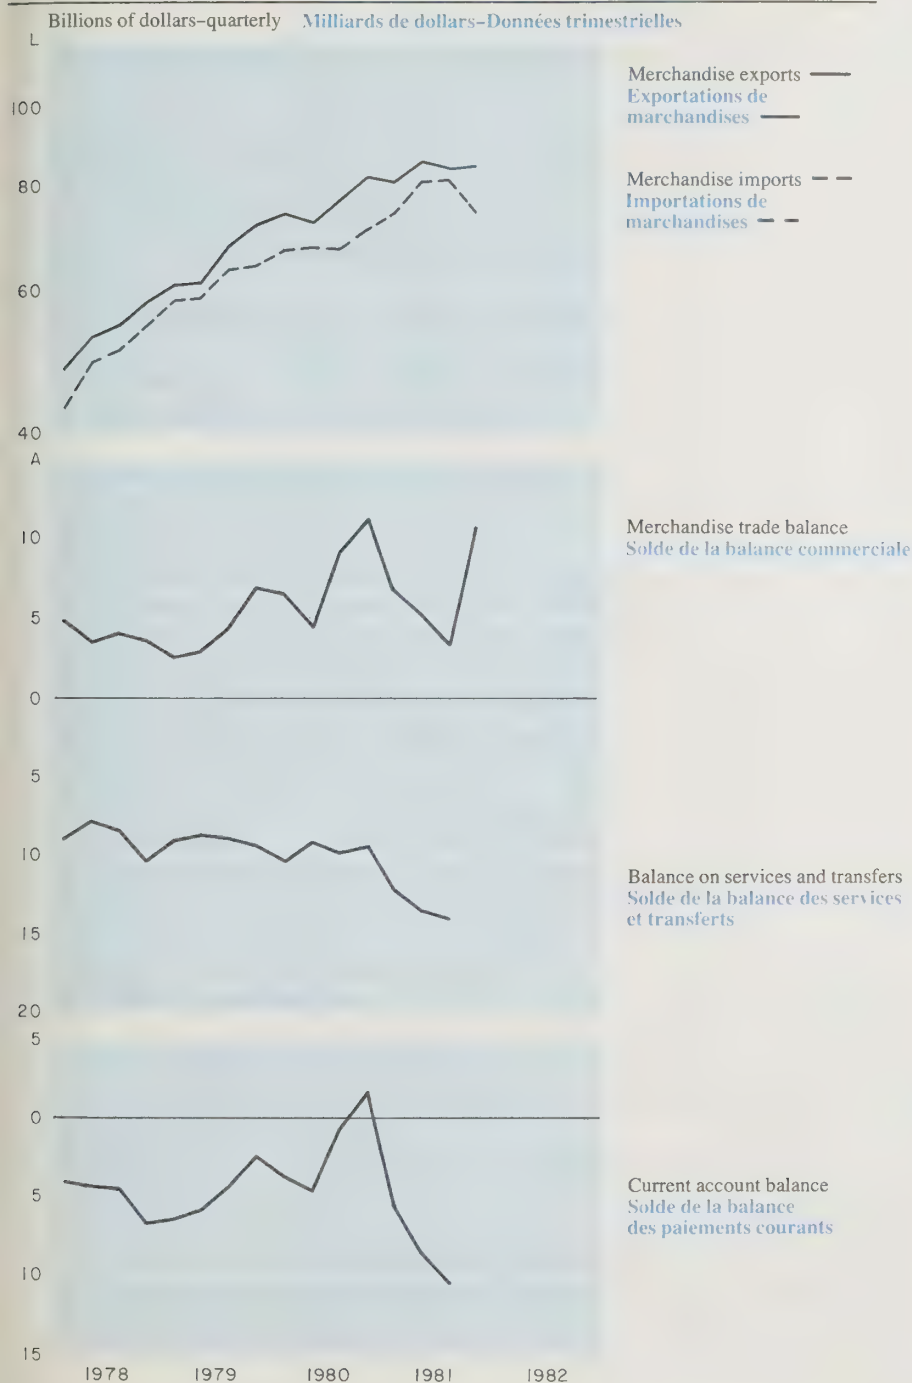 Billions of dollars–quarterly Milliards de dollars–Données trimestrielles
L
100
80
60
40
Merchandise exports
Exportations de
marchandises
Merchandise imports
Importations de
marchandises
A
10
5
0
5
10
15
20
Merchandise trade balance
Solde de la balance commerciale
Balance on services and transfers
Solde de la balance des services
et transferts
5
0
5
10
15
Current account balance
Solde de la balance
des paiements courants
1978 1979 1980 1981 1982